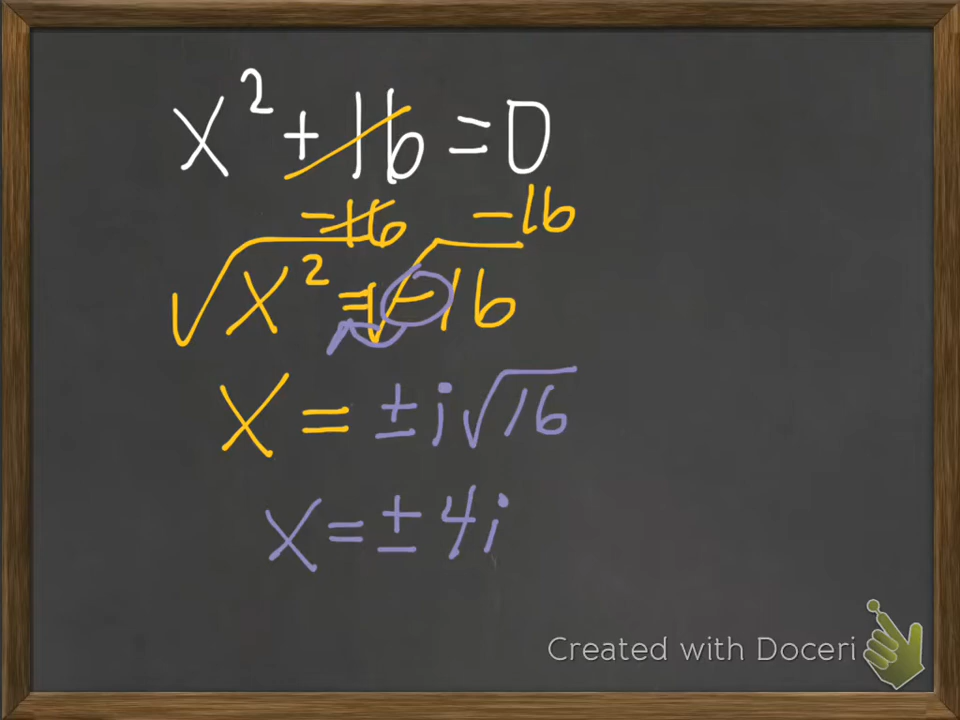 x² + 16 = 0
-16 -16
√x² = √-16
x = ± i√16
x = ± 4i
Created with Doceri